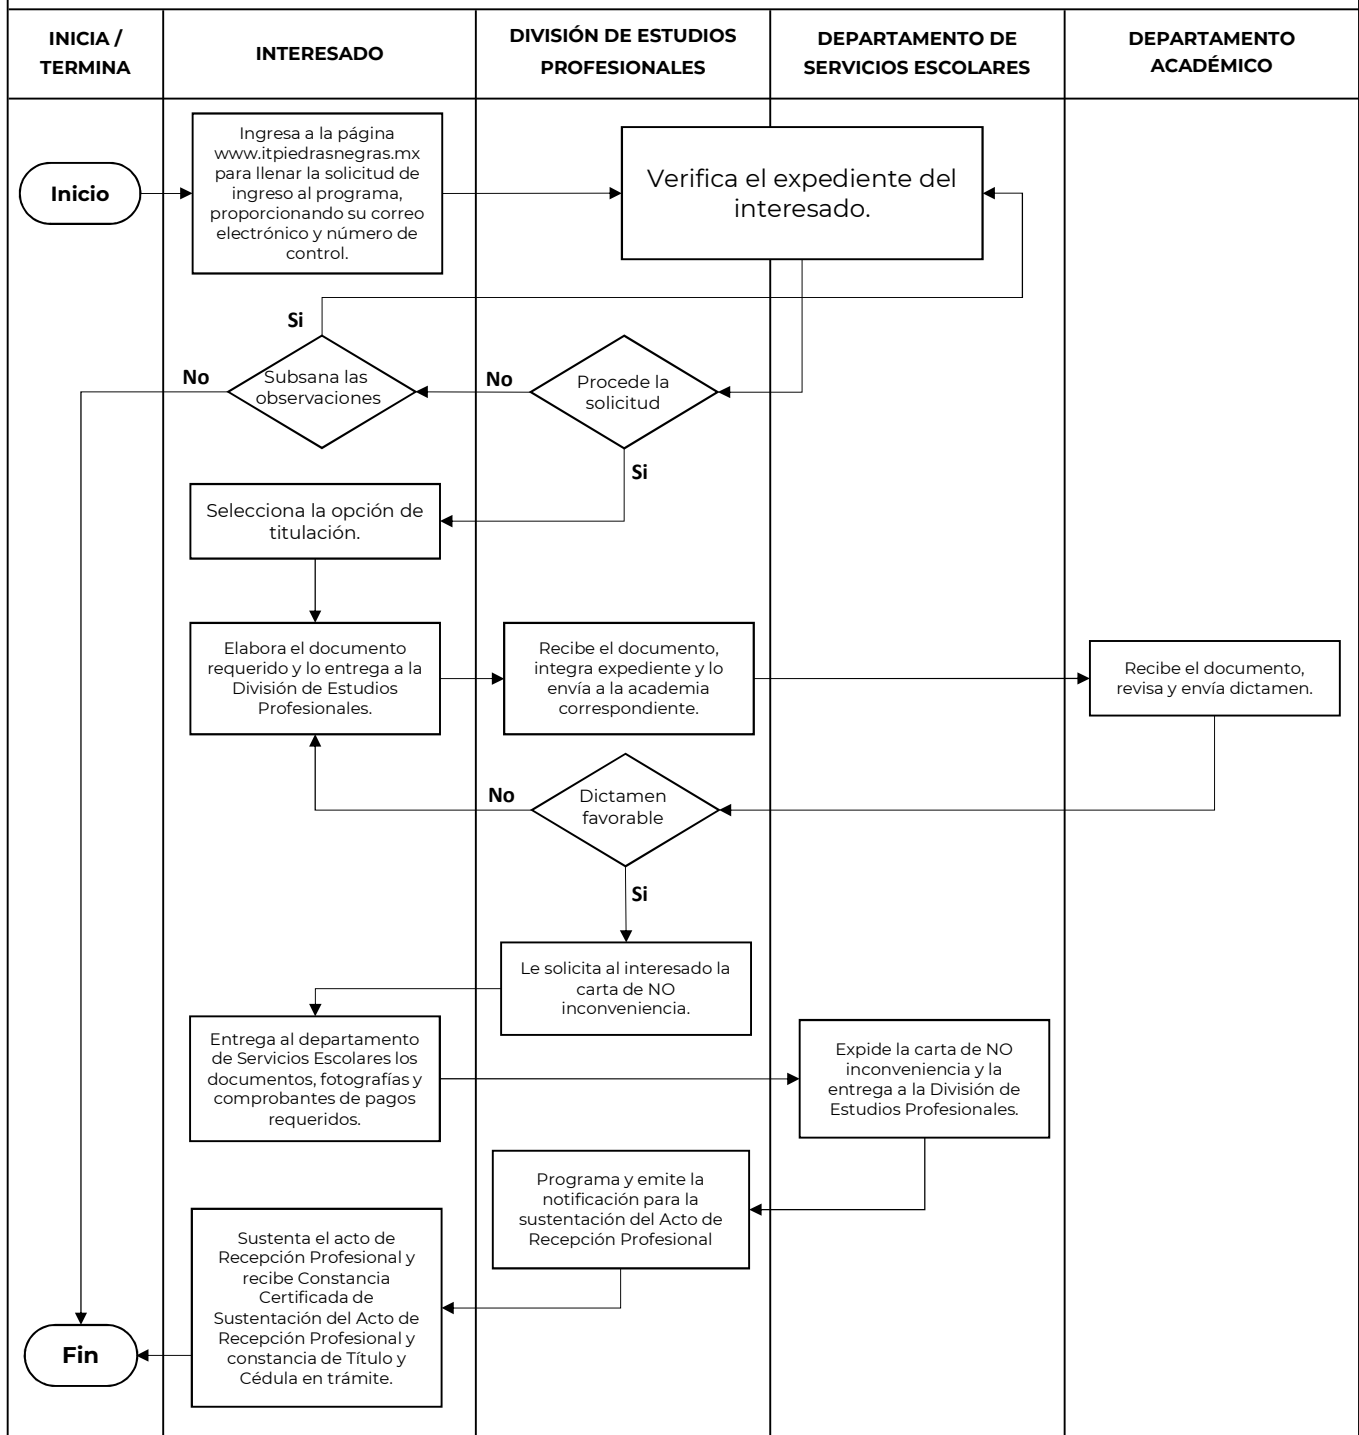 INICIA /
TERMINA
INTERESADO
DIVISIÓN DE ESTUDIOS
PROFESIONALES
DEPARTAMENTO DE
SERVICIOS ESCOLARES
DEPARTAMENTO
ACADÉMICO
Inicio
Ingresa a la página
www.itpiedrasnegras.mx
para llenar la solicitud de
ingreso al programa,
proporcionando su correo
electrónico y número de
control.
Verifica el expediente del
interesado.
Si
No
Subsana las
observaciones
No
Procede la
solicitud
Si
Selecciona la opción de
titulación.
Elabora el documento
requerido y lo entrega a la
División de Estudios
Profesionales.
Recibe el documento,
integra expediente y lo
envía a la academia
correspondiente.
Recibe el documento,
revisa y envía dictamen.
No
Dictamen
favorable
Si
Le solicita al interesado la
carta de NO
inconveniencia.
Entrega al departamento
de Servicios Escolares los
documentos, fotografías y
comprobantes de pagos
requeridos.
Expide la carta de NO
inconveniencia y la
entrega a la División de
Estudios Profesionales.
Programa y emite la
notificación para la
sustentación del Acto de
Recepción Profesional
Sustenta el acto de
Recepción Profesional y
recibe Constancia
Certificada de
Sustentación del Acto de
Recepción Profesional y
constancia de Título y
Cédula en trámite.
Fin